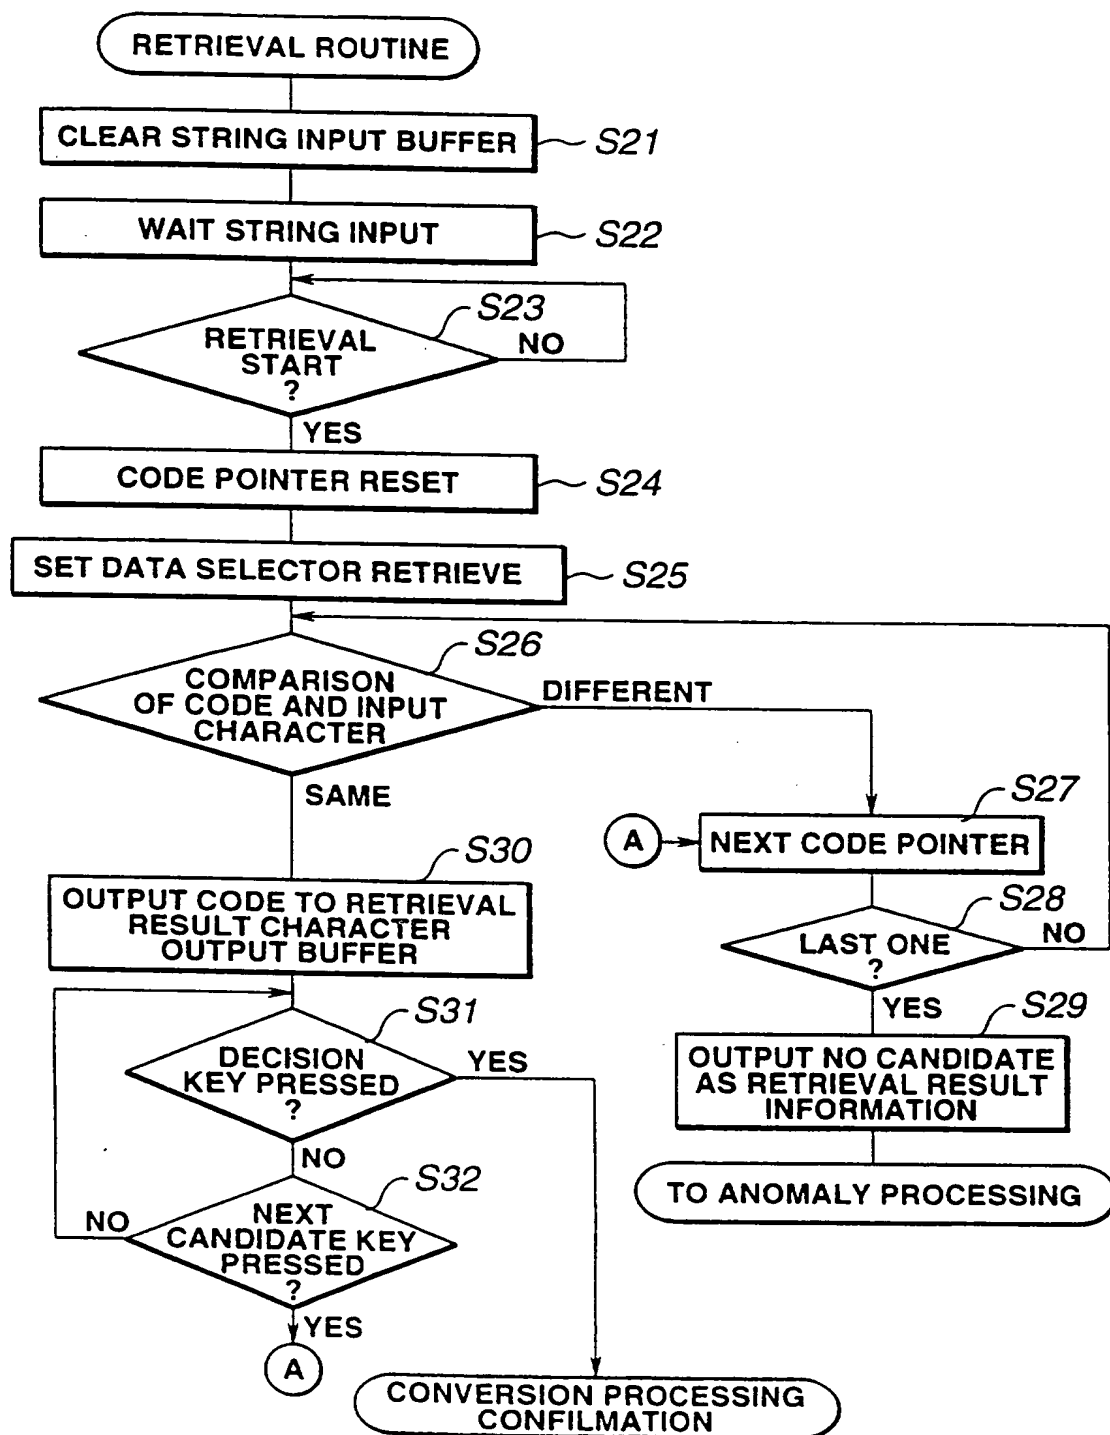 RETRIEVAL ROUTINE
CLEAR STRING INPUT BUFFER
S21
WAIT STRING INPUT
S22
S23
RETRIEVAL
START
?
NO
YES
CODE POINTER RESET
S24
SET DATA SELECTOR RETRIEVE
S25
S26
COMPARISON
OF CODE AND INPUT
CHARACTER
DIFFERENT
SAME
S27
A
NEXT CODE POINTER
S28
LAST ONE
?
NO
YES
S29
OUTPUT NO CANDIDATE
AS RETRIEVAL RESULT
INFORMATION
TO ANOMALY PROCESSING
S30
OUTPUT CODE TO RETRIEVAL
RESULT CHARACTER
OUTPUT BUFFER
S31
DECISION
KEY PRESSED
?
YES
NO
S32
NEXT
CANDIDATE KEY
PRESSED
?
NO
YES
A
CONVERSION PROCESSING
CONFILMATION